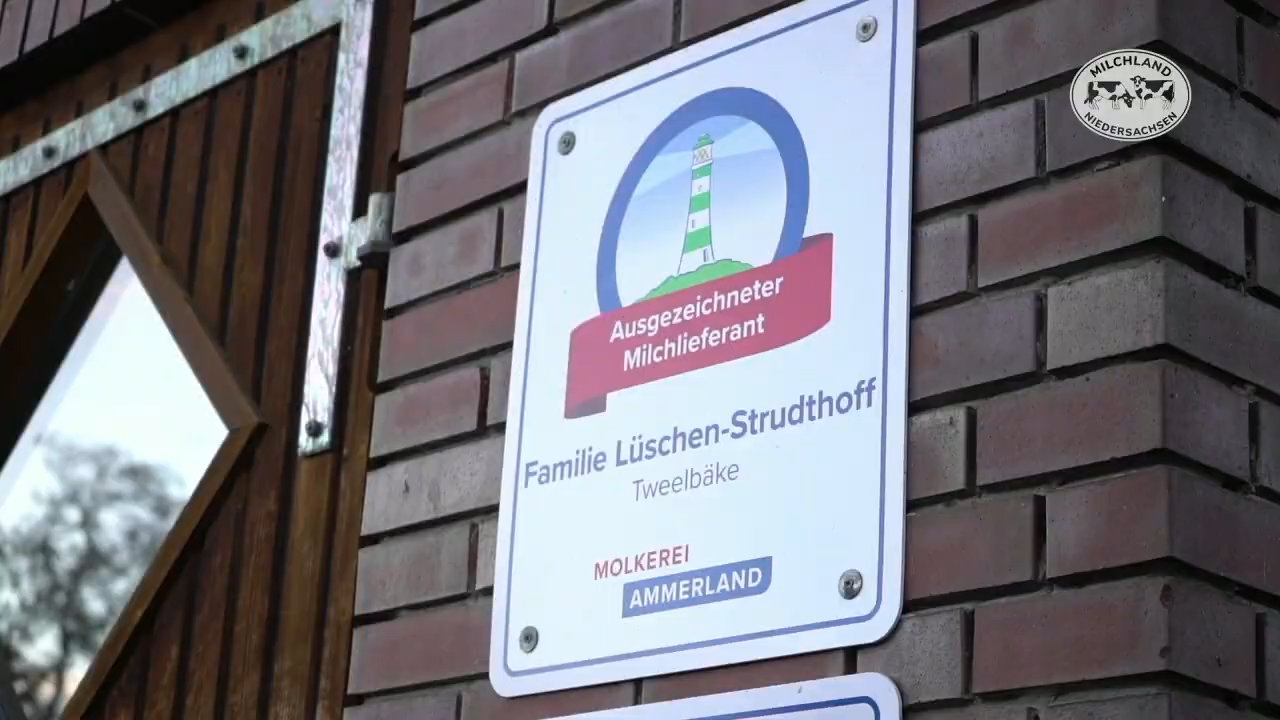 MILCHLAND
NIEDERSACHSEN
Ausgezeichneter
Milchlieferant
Familie Lüschen-Strudthoff
Tweelbäke
MOLKEREI
AMMERLAND